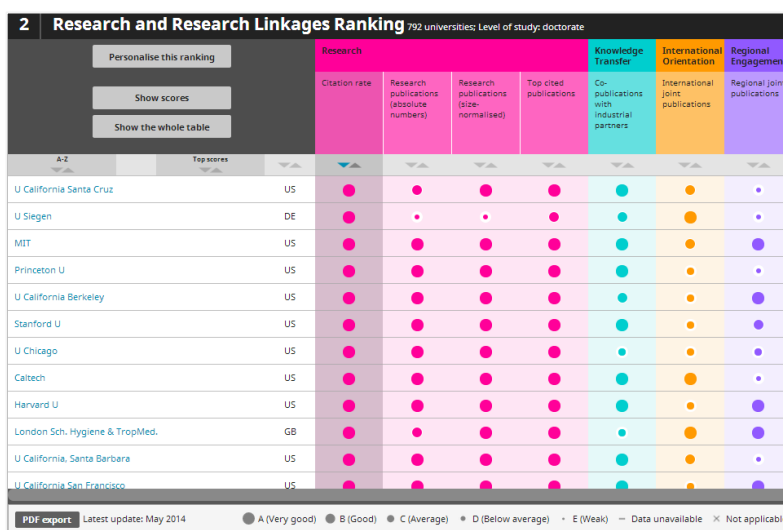 2 Research and Research Linkages Ranking 792 universities; Level of study: doctorate
Personalise this ranking
Show scores
Show the whole table
Research
Knowledge Transfer
International Orientation
Regional Engagemen
Citation rate
Research publications (absolute numbers)
Research publications (size-normalised)
Top cited publications
Co-publications with industrial partners
International joint publications
Regional join publications
A-Z
Top scores
U California Santa Cruz US
U Siegen DE
MIT US
Princeton U US
U California Berkeley US
Stanford U US
U Chicago US
Caltech US
Harvard U US
London Sch. Hygiene & TropMed. GB
U California, Santa Barbara US
U California San Francisco US
PDF export Latest update: May 2014 A (Very good) B (Good) C (Average) D (Below average) E (Weak) – Data unavailable × Not applicabl